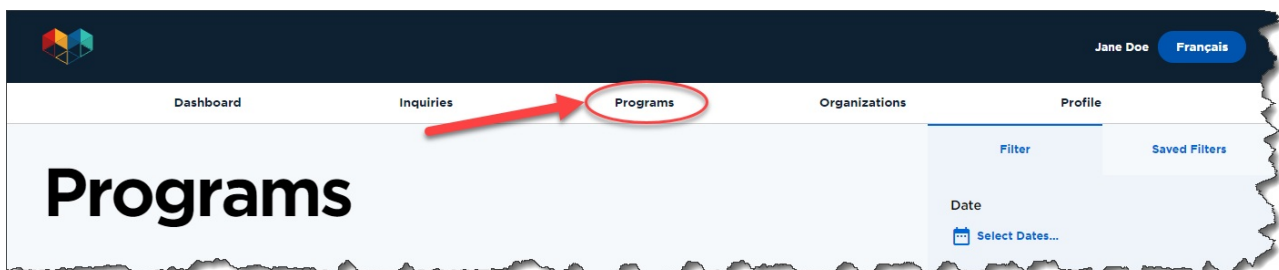 Jane Doe Français
Dashboard Inquiries Programs Organizations Profile
Filter Saved Filters
Programs
Date
Select Dates...